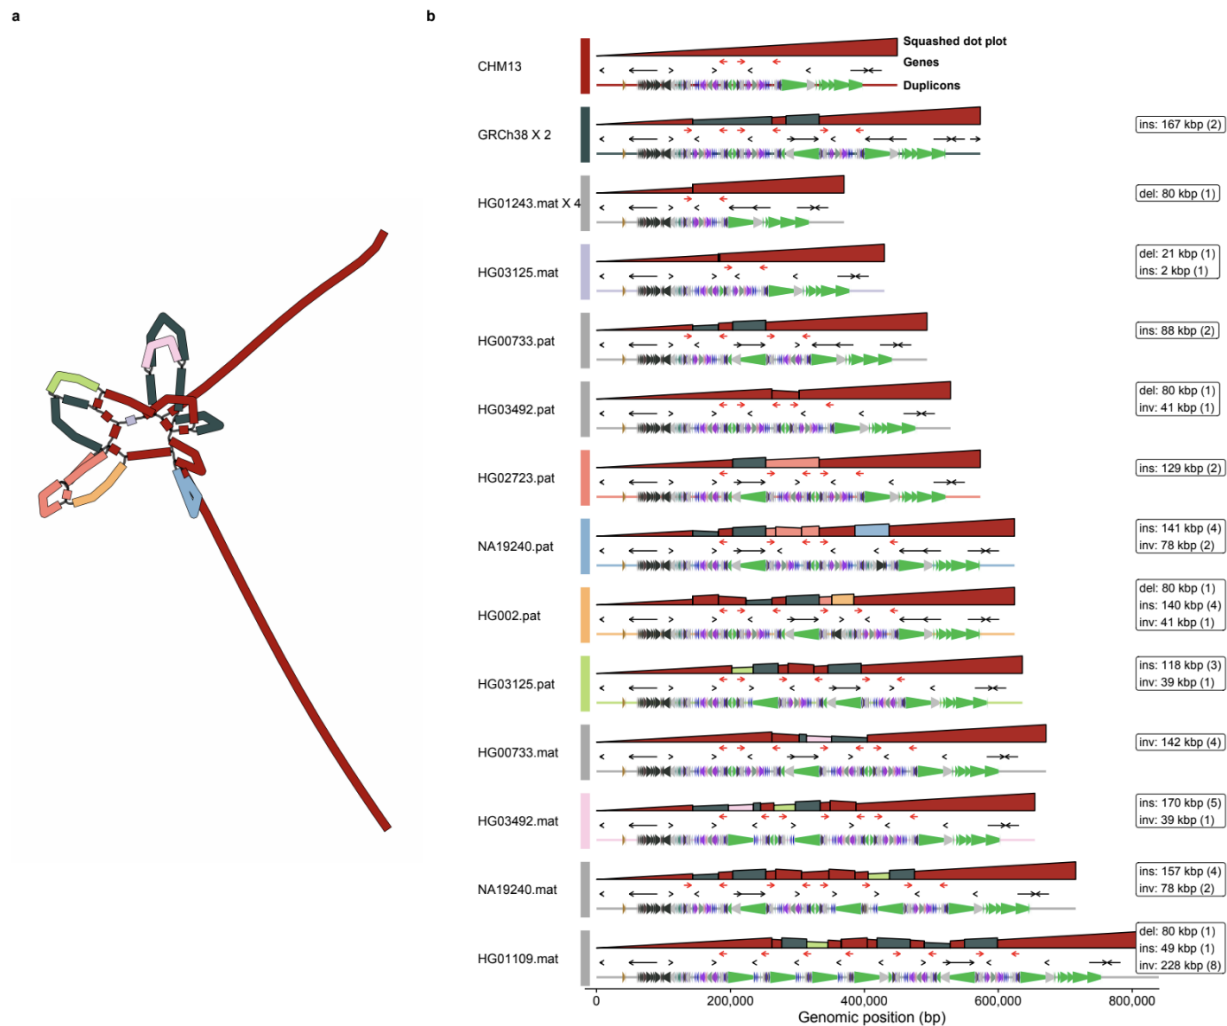 a
b
CHM13
Squashed dot plot
Genes
Duplicons
GRCh38 X 2
ins: 167 kbp (2)
HG01243.mat X 4
del: 80 kbp (1)
HG03125.mat
del: 21 kbp (1)
ins: 2 kbp (1)
HG00733.pat
ins: 88 kbp (2)
HG03492.pat
del: 80 kbp (1)
inv: 41 kbp (1)
HG02723.pat
ins: 129 kbp (2)
NA19240.pat
ins: 141 kbp (4)
inv: 78 kbp (2)
HG002.pat
del: 80 kbp (1)
ins: 140 kbp (4)
inv: 41 kbp (1)
HG03125.pat
ins: 118 kbp (3)
inv: 39 kbp (1)
HG00733.mat
inv: 142 kbp (4)
HG03492.mat
ins: 170 kbp (5)
inv: 39 kbp (1)
NA19240.mat
ins: 157 kbp (4)
inv: 78 kbp (2)
HG01109.mat
del: 80 kbp (1)
ins: 49 kbp (1)
inv: 228 kbp (8)
0 200,000 400,000 600,000 800,000
Genomic position (bp)